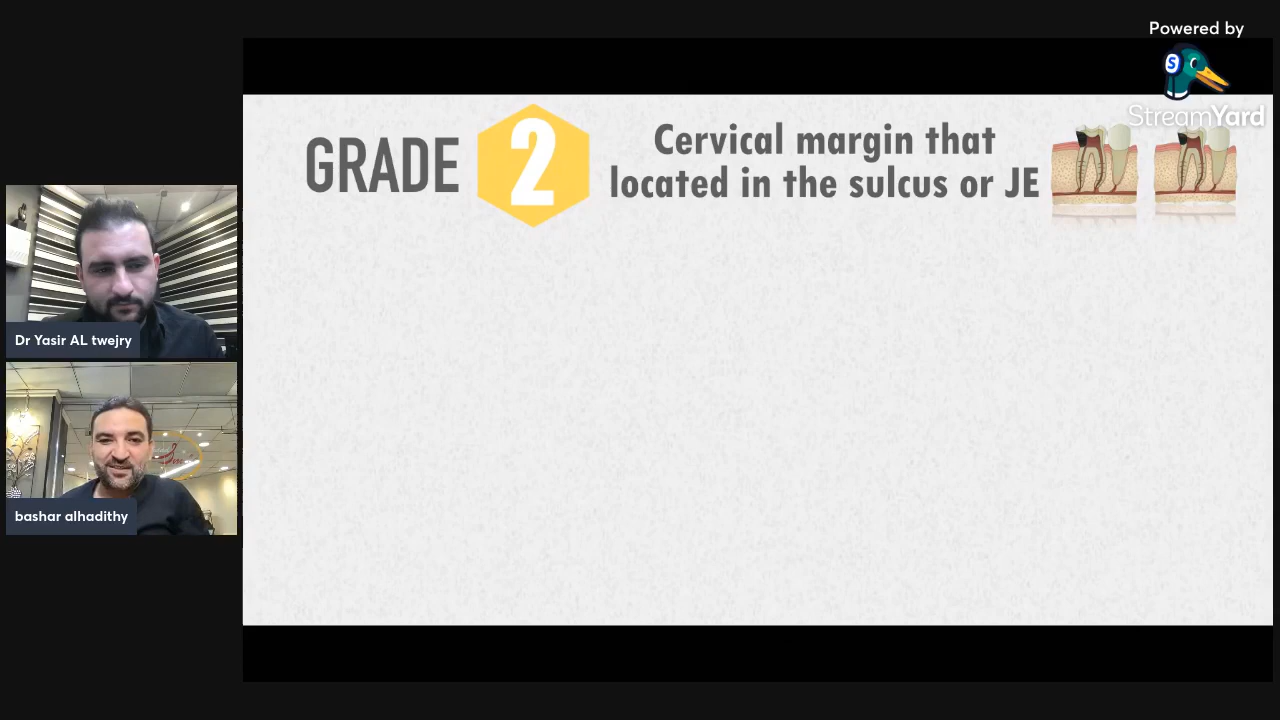 Powered by
StreamYard
GRADE 2
Cervical margin that
located in the sulcus or JE
Dr Yasir AL twejry
bashar alhadithy